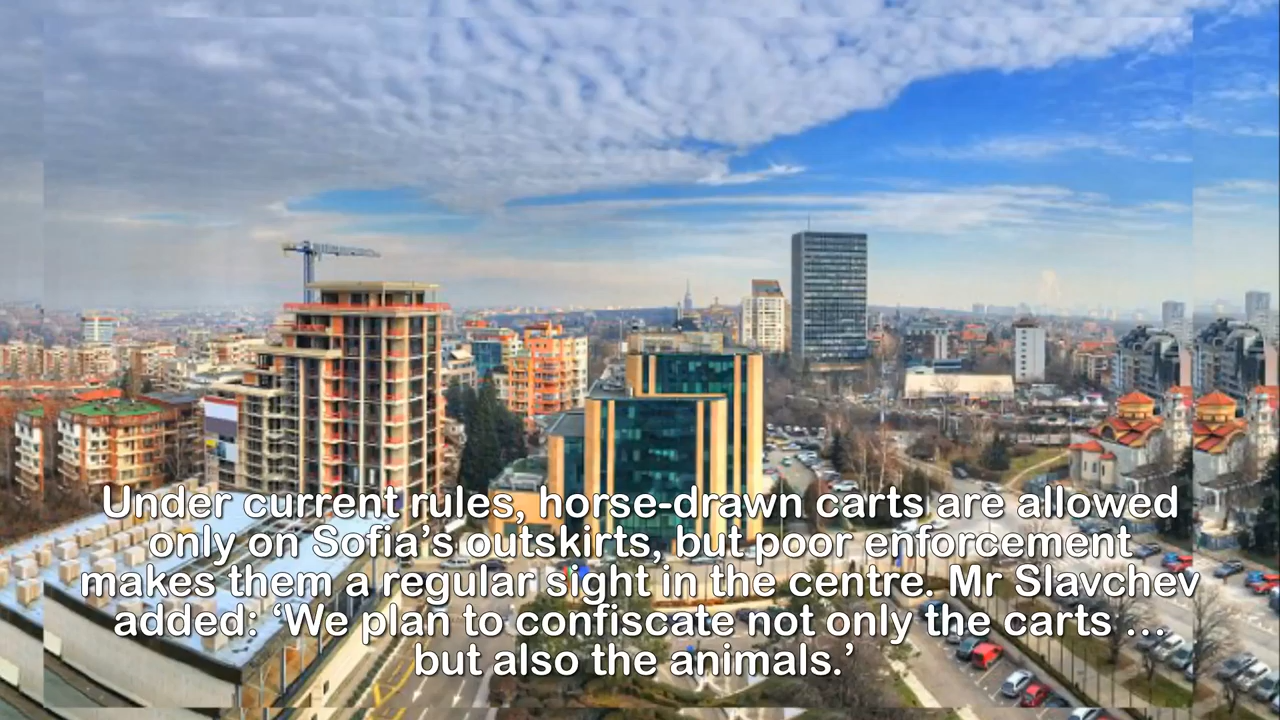 Under current rules, horse-drawn carts are allowed
only on Sofia’s outskirts, but poor enforcement
makes them a regular sight in the centre. Mr Slavchev
added: ‘We plan to confiscate not only the carts …
but also the animals.’